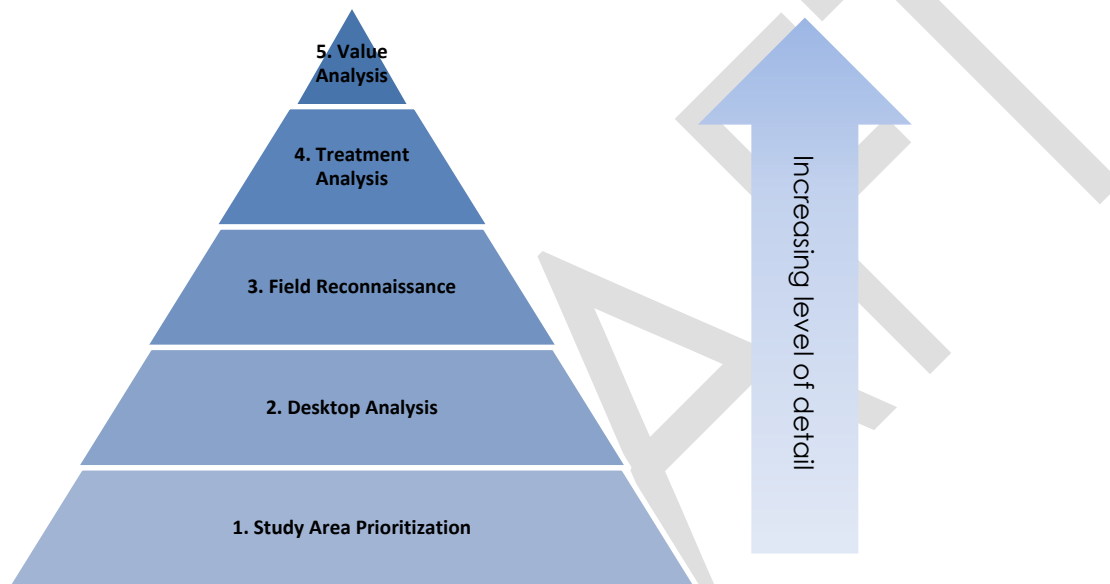 5. Value
Analysis
4. Treatment
Analysis
3. Field Reconnaissance
2. Desktop Analysis
1. Study Area Prioritization
Increasing level of detail